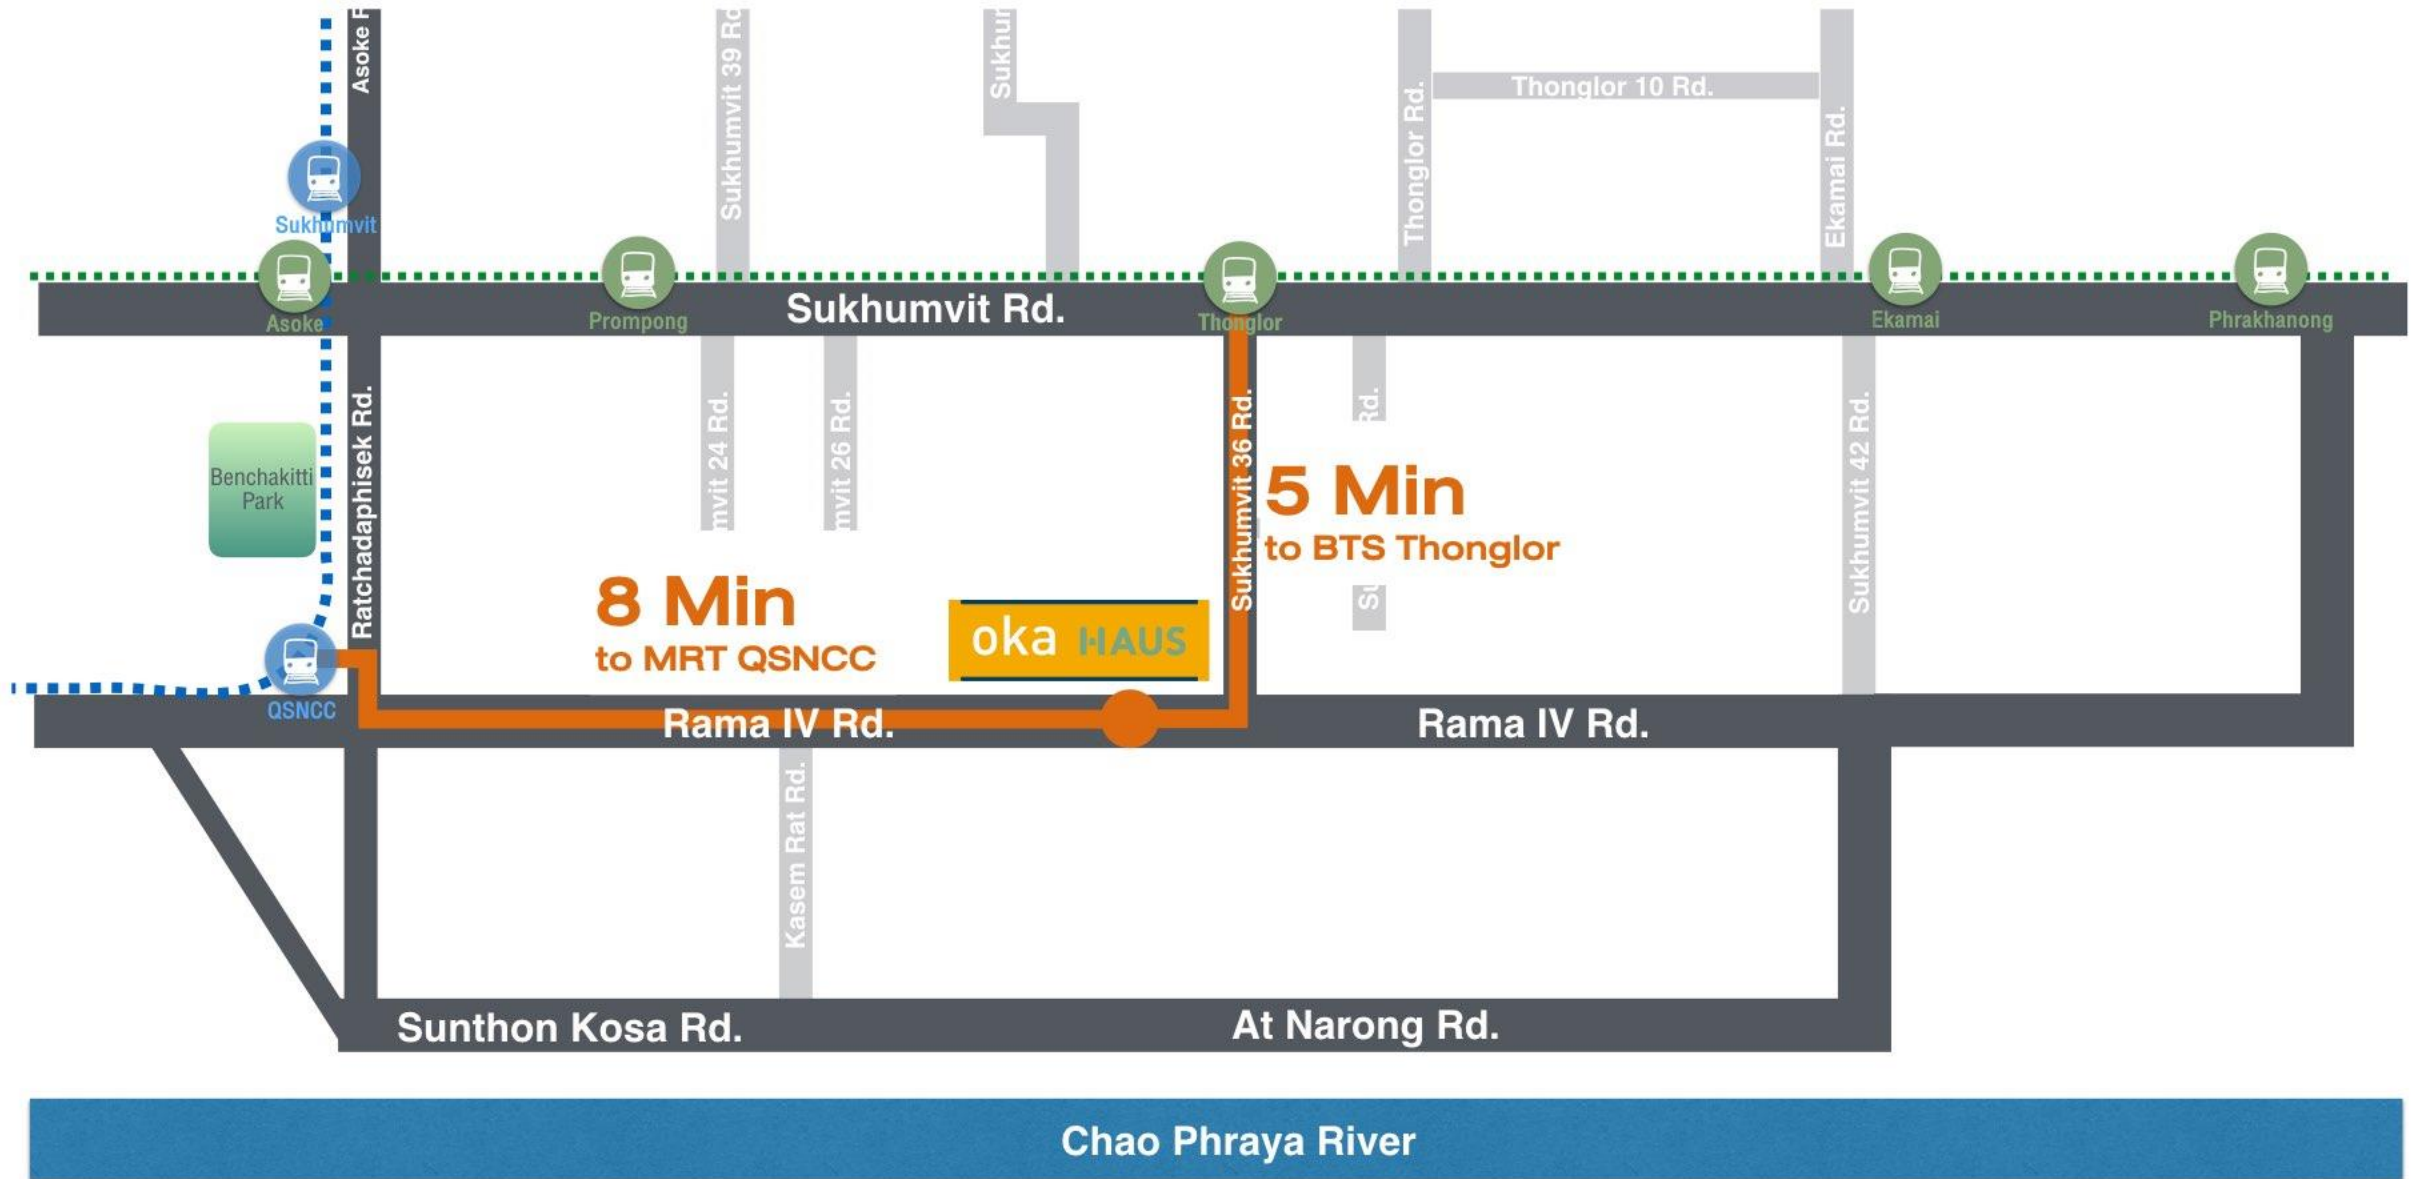 Asoke
Sukhumvit 39 Rd
Thonglor Rd.
Thonglor 10 Rd.
Ekamai Rd.
Sukhumvit
Asoke
Prompong
Sukhumvit Rd.
Thonglor
Ekamai
Phrakhanong
Benchakitti
Park
Ratchadaphisek Rd.
24 Rd.
26 Rd.
Sukhumvit 36 Rd.
Rd.
Sukhumvit 42 Rd.
5 Min
to BTS Thonglor
8 Min
to MRT QSNCC
oka HAUS
QSNCC
Rama IV Rd.
Rama IV Rd.
Kasem Rat Rd.
Sunthon Kosa Rd.
At Narong Rd.
Chao Phraya River